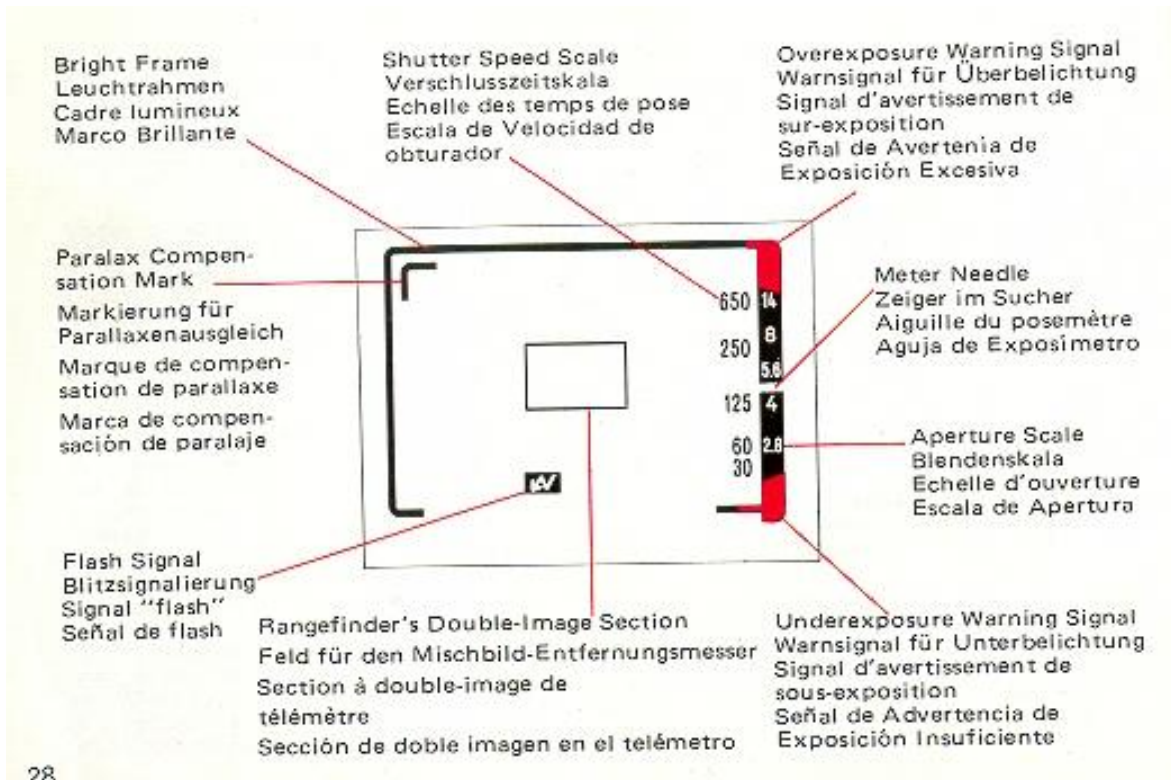 Bright Frame
Leuchtrahmen
Cadre lumineux
Marco Brillante
Shutter Speed Scale
Verschlusszeitskala
Echelle des temps de pose
Escala de Velocidad de
obturador
Overexposure Warning Signal
Warnsignal für Überbelichtung
Signal d'avertissement de
sur-exposition
Señal de Avertenia de
Exposición Excesiva
Paralax Compen-
sation Mark
Markierung für
Parallaxenausgleich
Marque de compen-
sation de parallaxe
Marca de compen-
sación de paralaje
650 14
8
250
5.6
125 4
60 2.8
30
Meter Needle
Zeiger im Sucher
Aiguille du posemètre
Aguja de Exposímetro
Aperture Scale
Blendenskala
Echelle d'ouverture
Escala de Apertura
Flash Signal
Blitzsignalierung
Signal "flash"
Señal de flash
Rangefinder's Double-Image Section
Feld für den Mischbild-Entfernungsmesser
Section à double-image de
télémètre
Sección de doble imagen en el telémetro
Underexposure Warning Signal
Warnsignal für Unterbelichtung
Signal d'avertissement de
sous-exposition
Señal de Advertencia de
Exposición Insuficiente
28